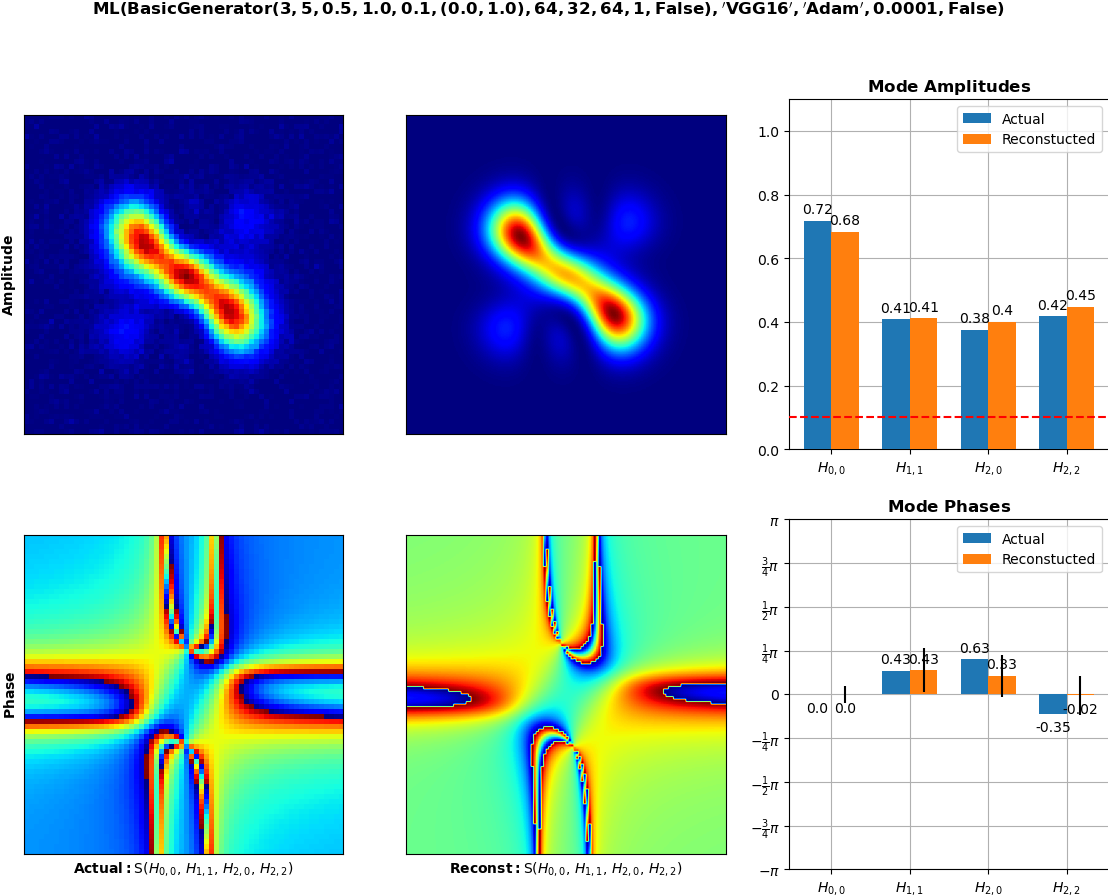 ML(BasicGenerator(3, 5, 0.5, 1.0, 0.1, (0.0, 1.0), 64, 32, 64, 1, False), ′VGG16′, ′Adam′, 0.0001, False)
Amplitude
Mode Amplitudes
Actual
Reconstucted
1.0
0.8
0.6
0.4
0.2
0.0
0.72
0.68
0.41
0.41
0.38
0.4
0.42
0.45
H0,0
H1,1
H2,0
H2,2
Phase
Actual: S(H0,0, H1,1, H2,0, H2,2)
Reconst: S(H0,0, H1,1, H2,0, H2,2)
Mode Phases
Actual
Reconstucted
π
3/4π
1/2π
1/4π
0
−1/4π
−1/2π
−3/4π
−π
0.0
0.0
0.43
0.43
0.63
0.33
-0.35
-0.02
H0,0
H1,1
H2,0
H2,2